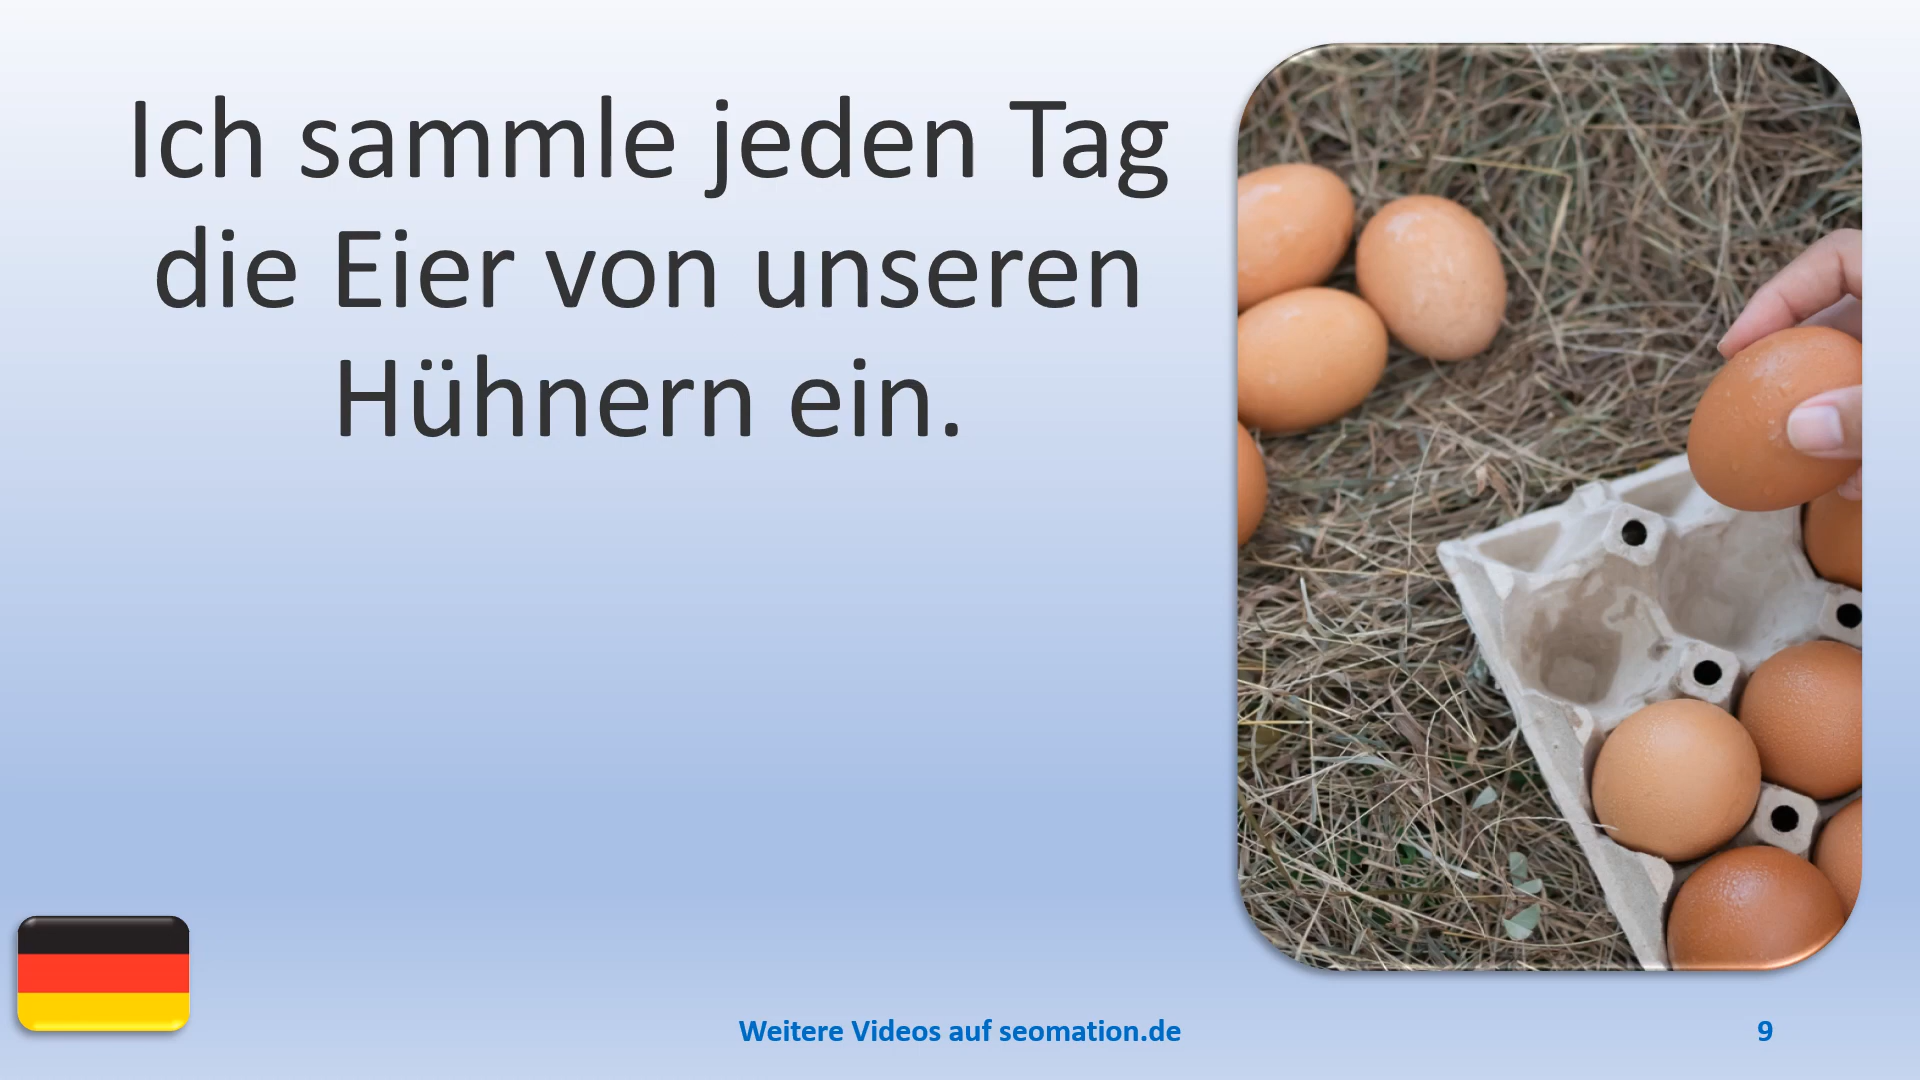 Ich sammle jeden Tag
die Eier von unseren
Hühnern ein.
Weitere Videos auf seomation.de
9